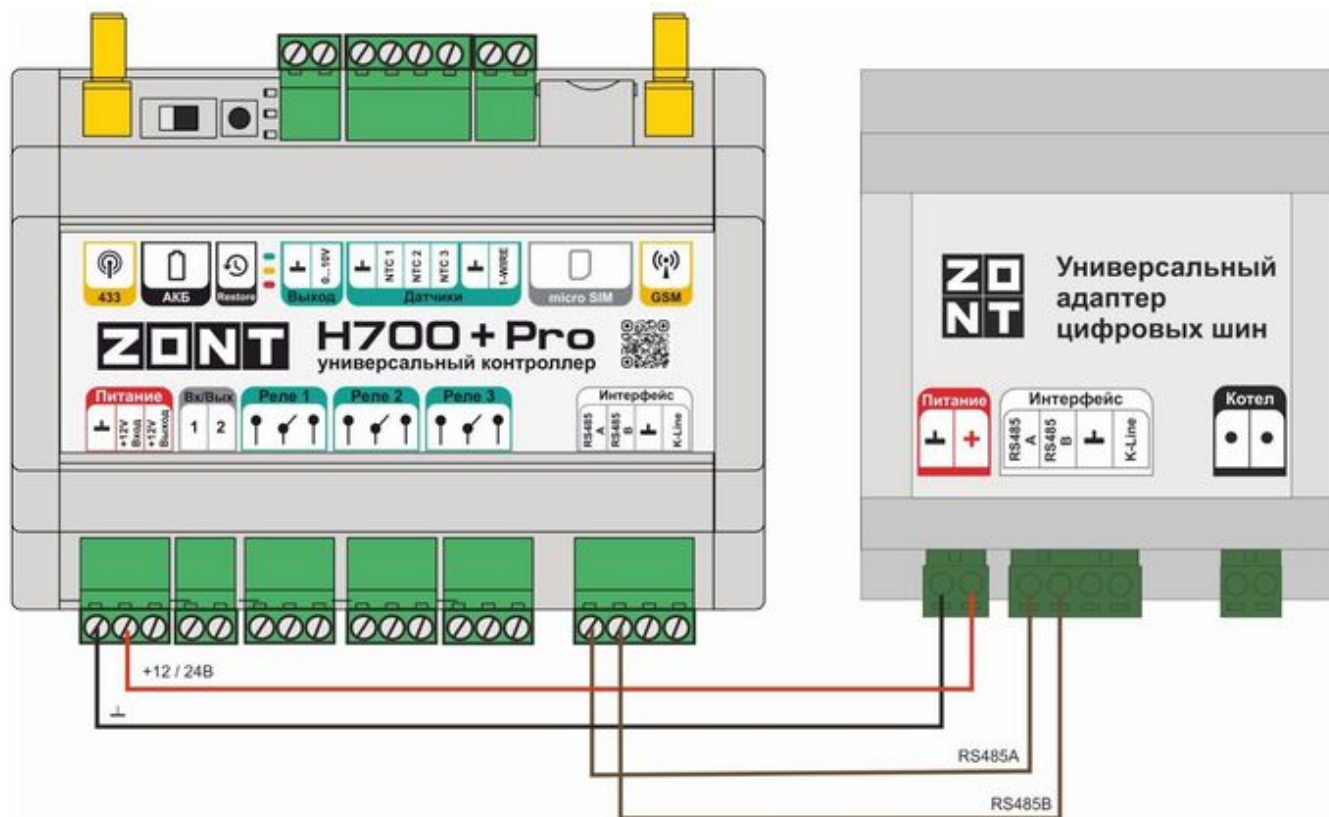 433
АКБ
Restore
⊥
0...10V
Выход
⊥
NTC 1
NTC 2
NTC 3
⊥
1-WIRE
Датчики
micro SIM
GSM
ZONT H700+Pro
универсальный контроллер
Питание
⊥
+12V Вход
+12V Выход
Вх/Вых
1 2
Реле 1
Реле 2
Реле 3
Интерфейс
RS485 A
RS485 B
⊥
K-Line
ZONT
Универсальный
адаптер
цифровых шин
Питание
⊥ +
Интерфейс
RS485 A
RS485 B
⊥
K-Line
Котел
+12 / 24В
⊥
RS485A
RS485B